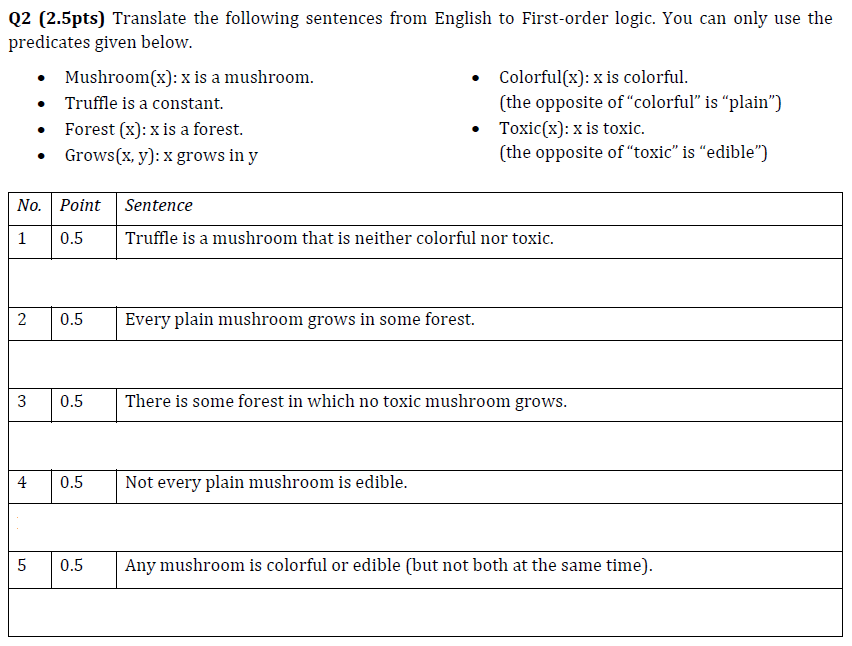 Q2 (2.5pts) Translate the following sentences from English to First-order logic. You can only use the
predicates given below.
• Mushroom(x): x is a mushroom.
• Truffle is a constant.
• Forest (x): x is a forest.
• Grows(x, y): x grows in y
• Colorful(x): x is colorful.
(the opposite of “colorful” is “plain”)
• Toxic(x): x is toxic.
(the opposite of “toxic” is “edible”)
No. Point Sentence
1 0.5 Truffle is a mushroom that is neither colorful nor toxic.
2 0.5 Every plain mushroom grows in some forest.
3 0.5 There is some forest in which no toxic mushroom grows.
4 0.5 Not every plain mushroom is edible.
5 0.5 Any mushroom is colorful or edible (but not both at the same time).